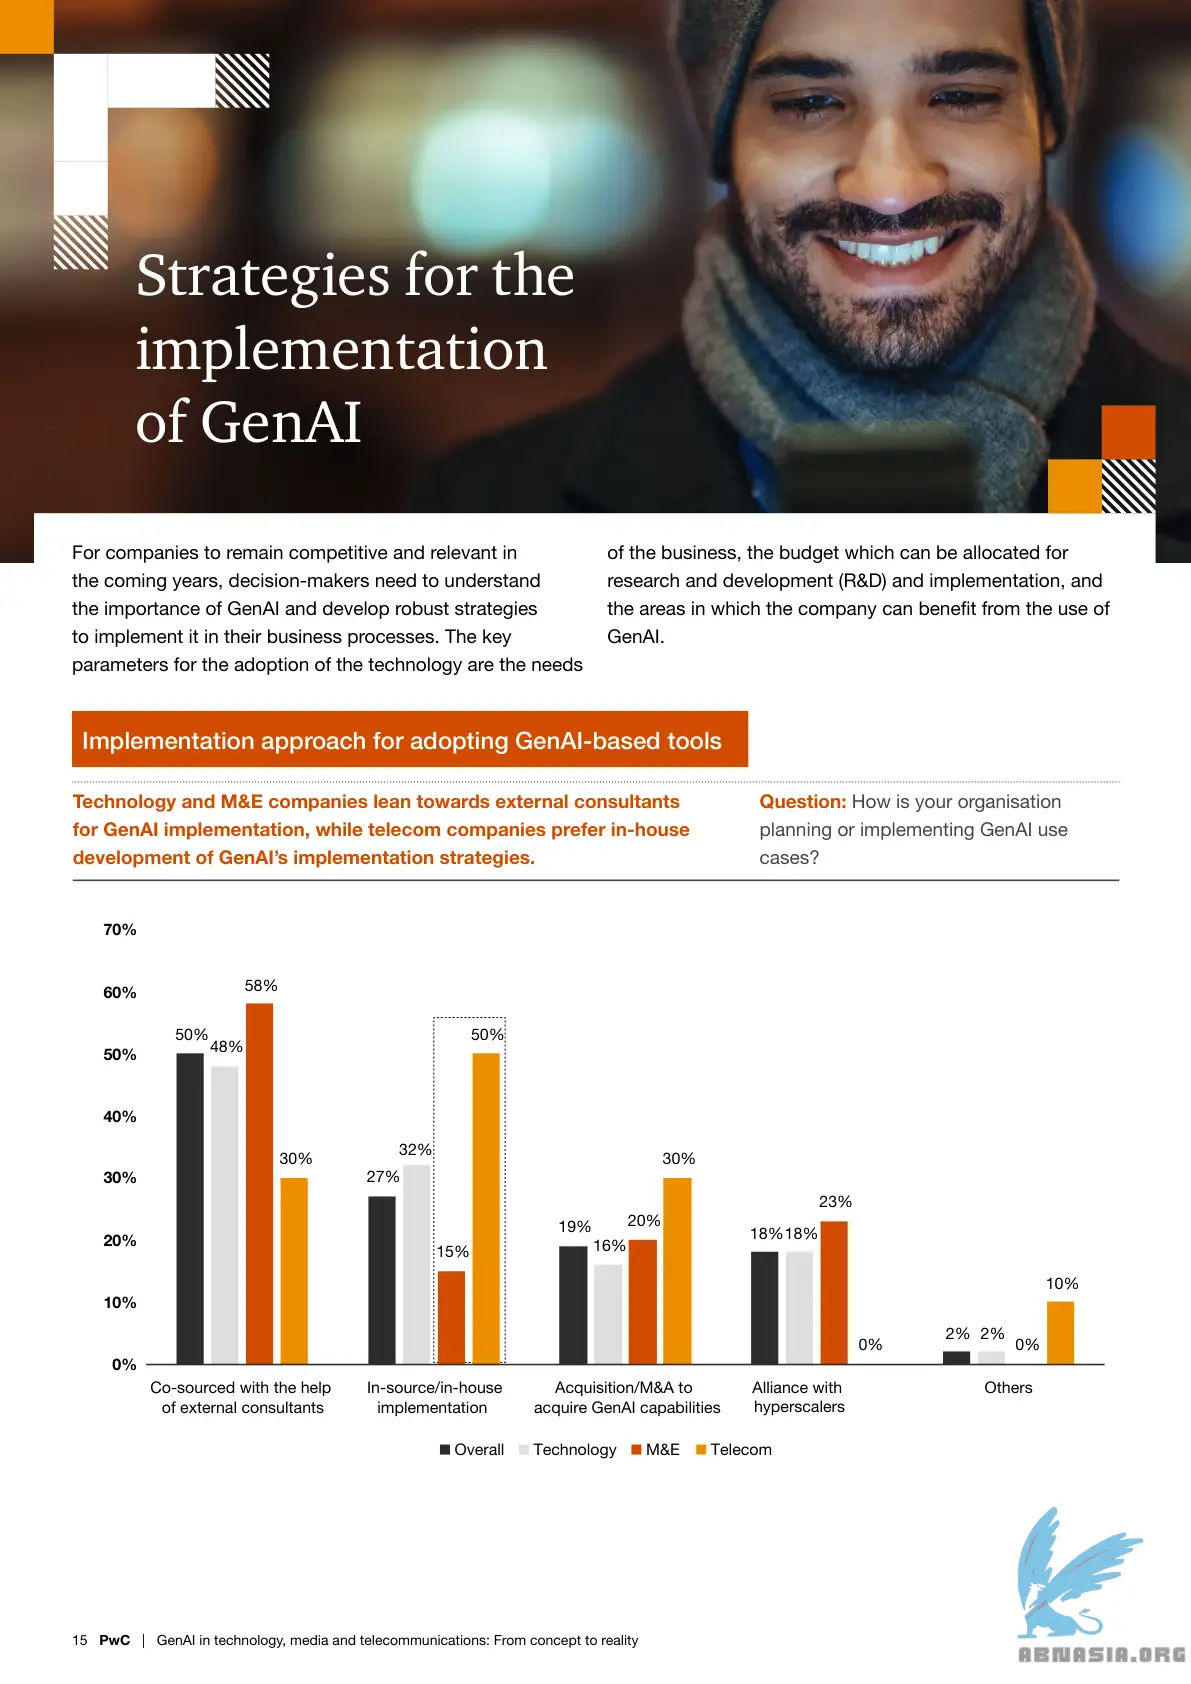 Strategies for the
implementation
of GenAI
For companies to remain competitive and relevant in
the coming years, decision-makers need to understand
the importance of GenAI and develop robust strategies
to implement it in their business processes. The key
parameters for the adoption of the technology are the needs
of the business, the budget which can be allocated for
research and development (R&D) and implementation, and
the areas in which the company can benefit from the use of
GenAI.
Implementation approach for adopting GenAI-based tools
Technology and M&E companies lean towards external consultants
for GenAI implementation, while telecom companies prefer in-house
development of GenAI's implementation strategies.
Question: How is your organisation
planning or implementing GenAI use
cases?
70%
60%
50%
40%
30%
20%
10%
0%
50%
48%
58%
30%
27%
32%
15%
50%
19%
16%
20%
30%
18%
18%
23%
0%
2%
2%
0%
10%
Co-sourced with the help
of external consultants
In-source/in-house
implementation
Acquisition/M&A to
acquire GenAI capabilities
Alliance with
hyperscalers
Others
Overall
Technology
M&E
Telecom
15 PwC | GenAI in technology, media and telecommunications: From concept to reality
ABNASIA.ORG